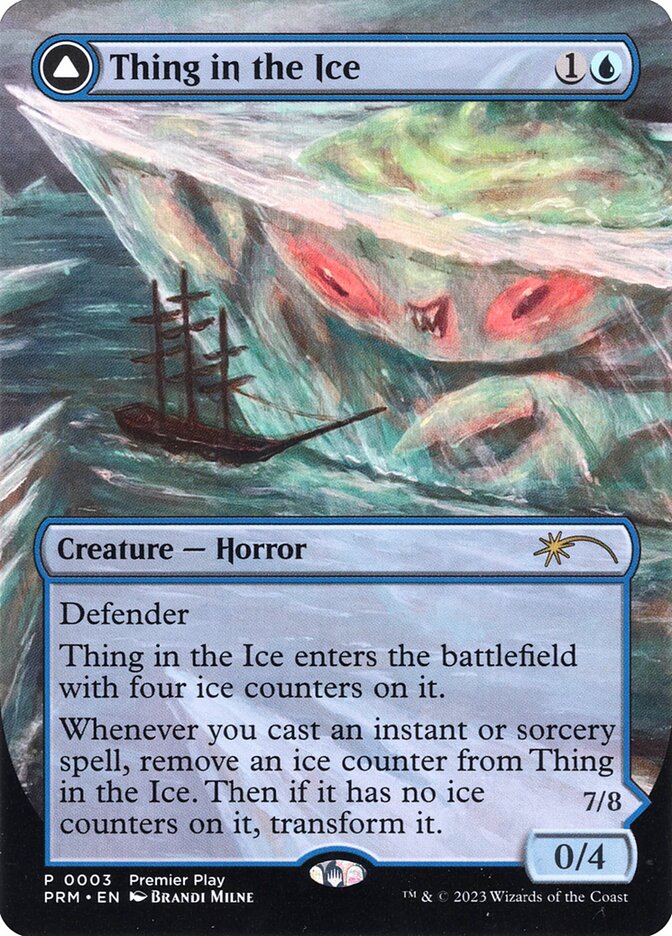 Thing in the Ice 1
Creature — Horror
Defender
Thing in the Ice enters the battlefield
with four ice counters on it.
Whenever you cast an instant or sorcery
spell, remove an ice counter from Thing
in the Ice. Then if it has no ice
counters on it, transform it.
7/8
0/4
P 0003 Premier Play
PRM • EN Brandi Milne
™ & © 2023 Wizards of the Coast